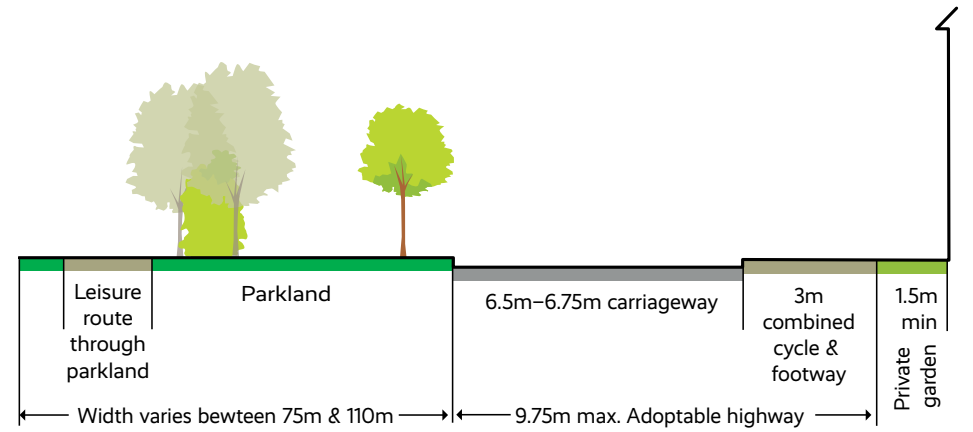 Leisure
route
through
parkland
Parkland
6.5m–6.75m carriageway
3m
combined
cycle &
footway
1.5m
min
Private
garden
Width varies bewteen 75m & 110m
9.75m max. Adoptable highway